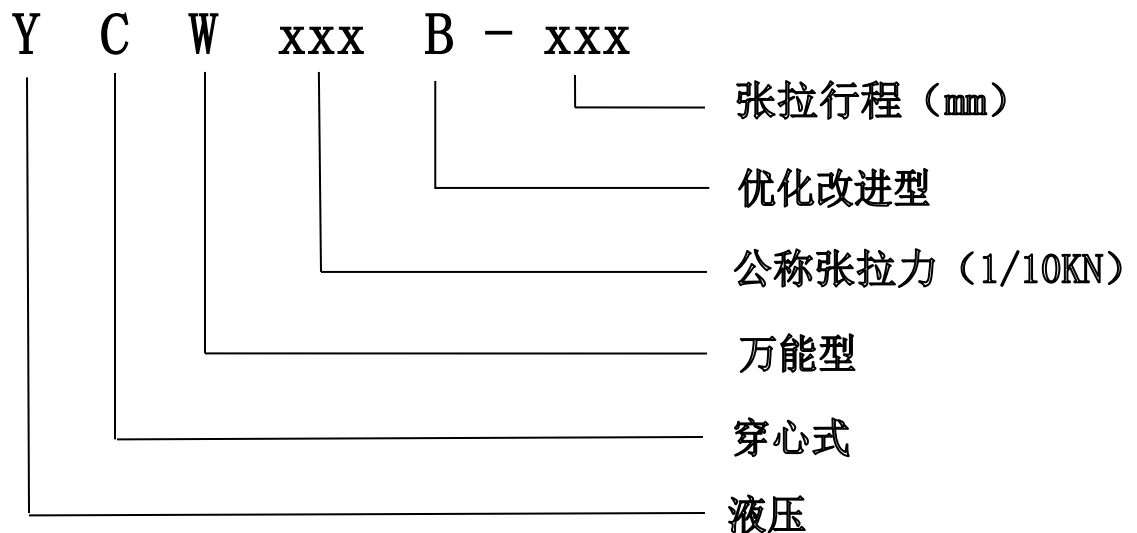 Y C W xxx B - xxx
张拉行程（mm）
优化改进型
公称张拉力（1/10KN）
万能型
穿心式
液压